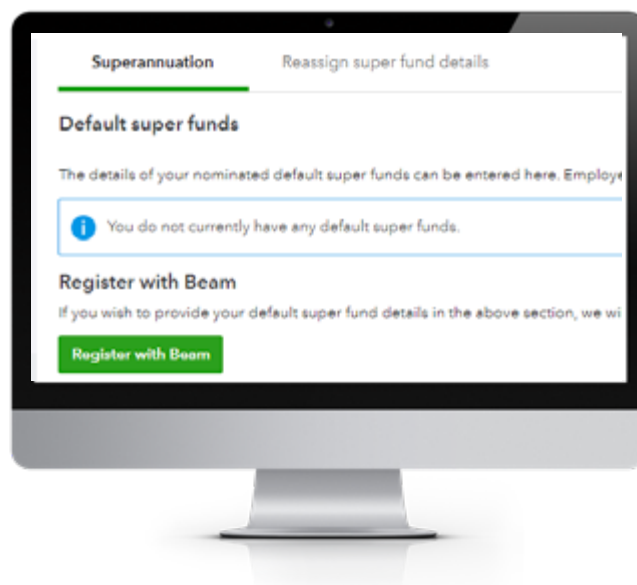 Superannuation Reassign super fund details
Default super funds
The details of your nominated default super funds can be entered here. Employe
You do not currently have any default super funds.
Register with Beam
If you wish to provide your default super fund details in the above section, we wi
Register with Beam